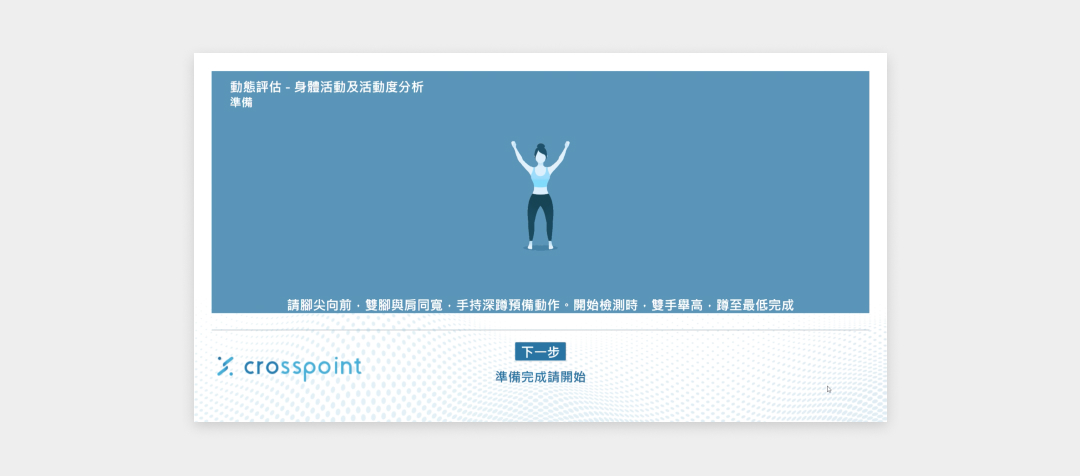 動態評估 - 身體活動及活動度分析
準備
請腳尖向前，雙腳與肩同寬，手持深蹲預備動作。開始檢測時，雙手舉高，蹲至最低完成
下一步
crosspoint
準備完成請開始